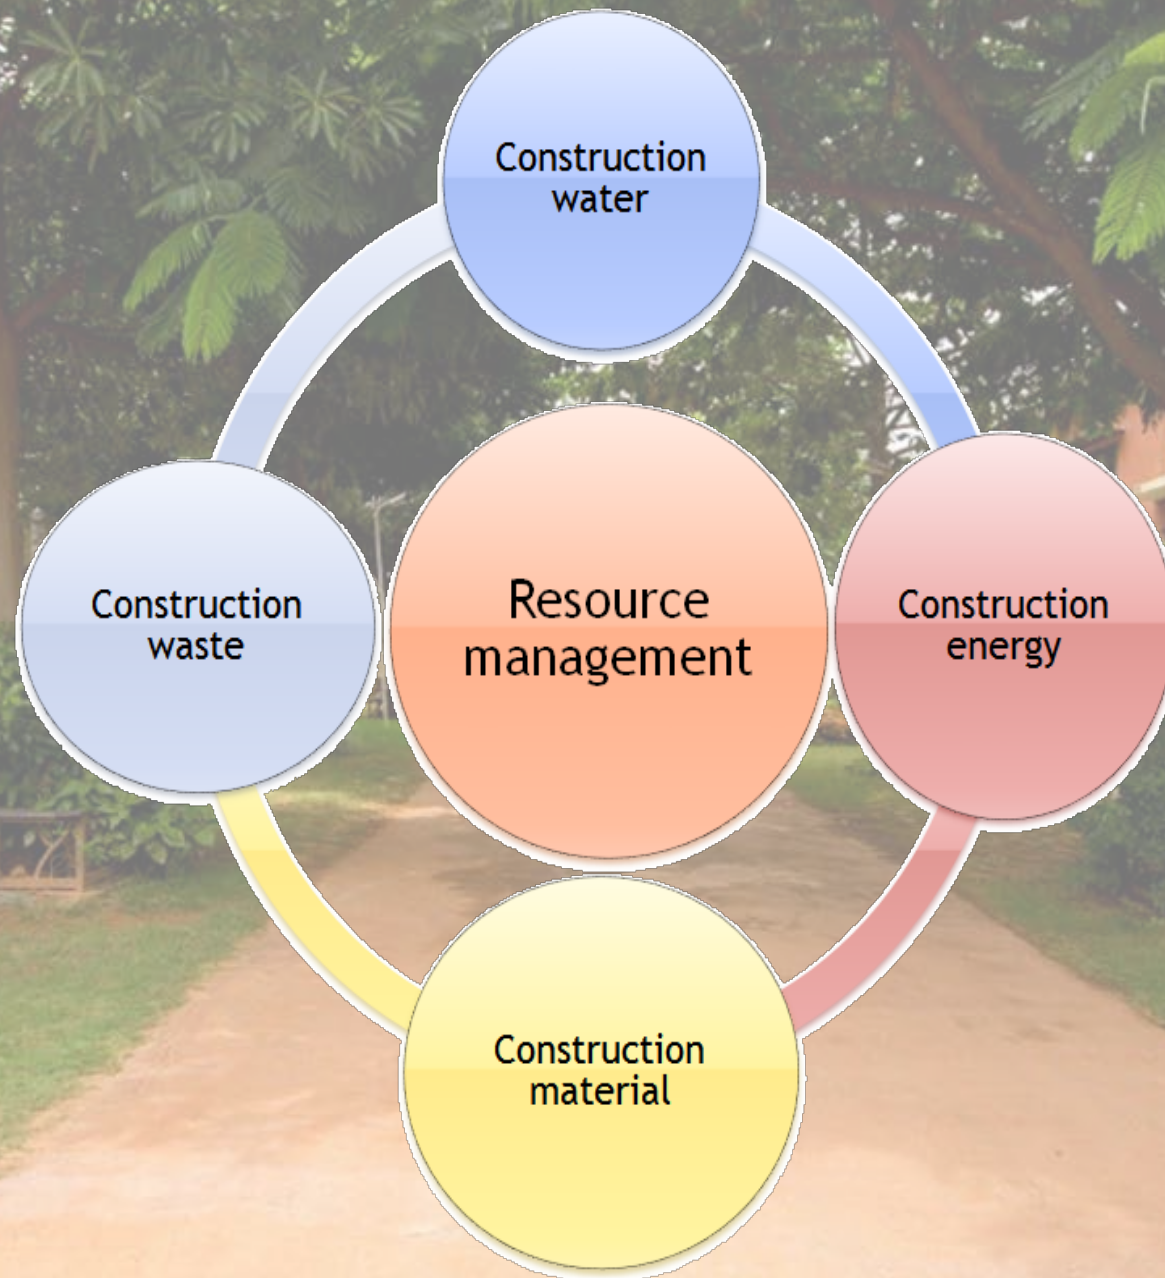 Construction
water
Construction
waste
Resource
management
Construction
energy
Construction
material